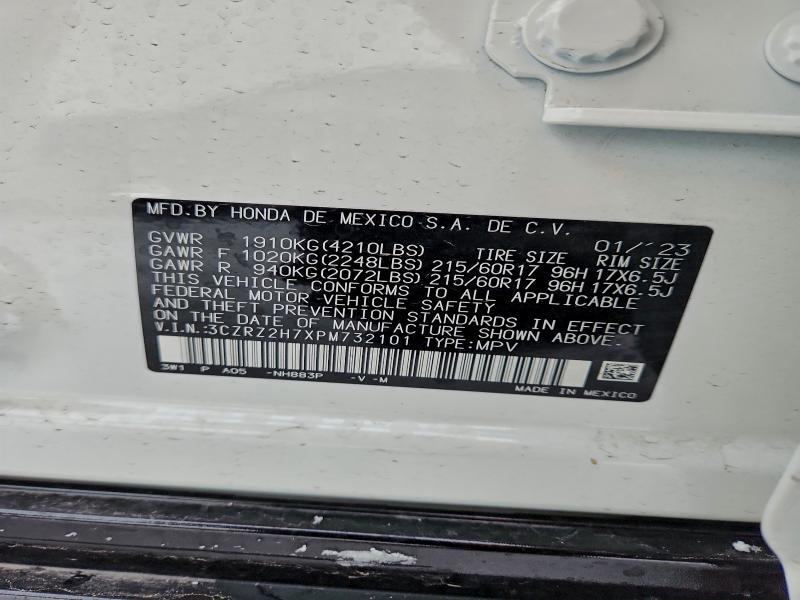 MFD.BY HONDA DE MEXICO S.A. DE C.V.
GVWR 1910KG(4210LBS) TIRE SIZE 01/'23 RIM SIZE
GAWR F 1020KG(2248LBS) 215/60R17 96H 17X6.5J
GAWR R 940KG(2072LBS) 215/60R17 96H 17X6.5J
THIS VEHICLE CONFORMS TO ALL APPLICABLE
FEDERAL MOTOR VEHICLE SAFETY
AND THEFT PREVENTION STANDARDS IN EFFECT
ON THE DATE OF MANUFACTURE SHOWN ABOVE.
V.I.N.:3CZRZ2H7XPM732101 TYPE:MPV
3W1 P A05 -NH883P -V -M MADE IN MEXICO